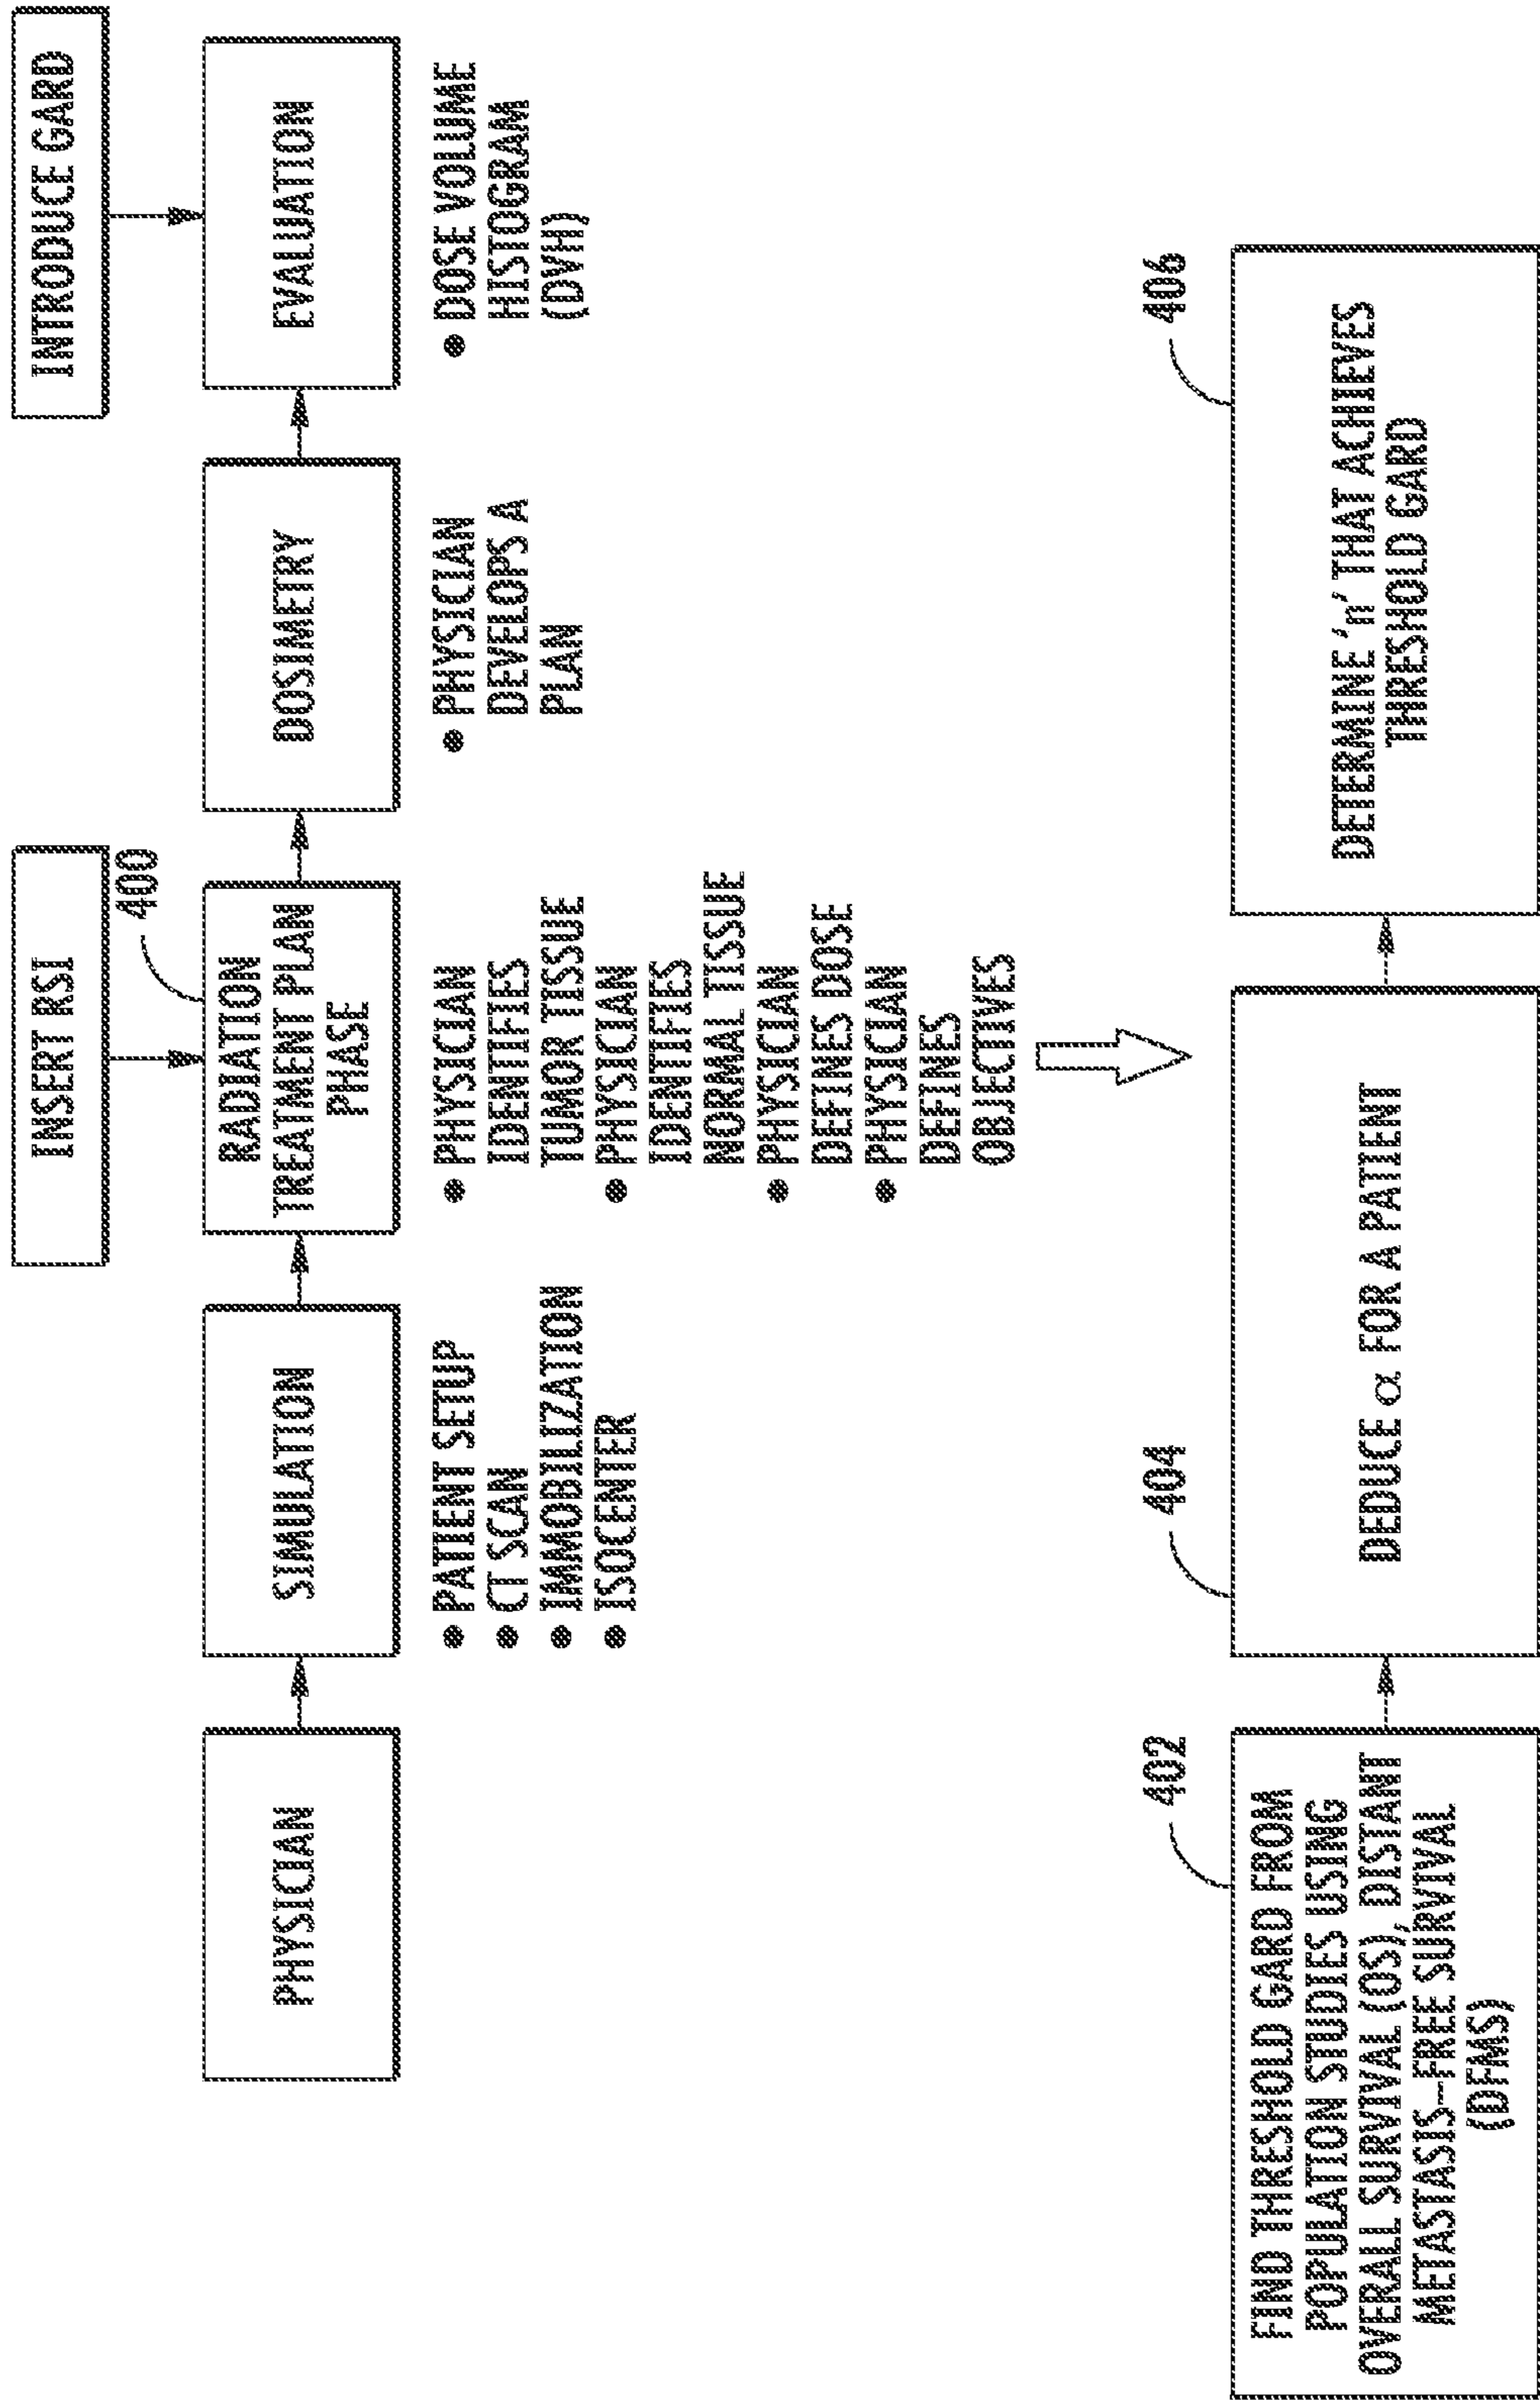 INSERT RSI
INTRODUCE GARD
400
PHYSICIAN
SIMULATION
RADIATION
TREATMENT PLAN
PHASE
DOSIMETRY
EVALUATION
● PATIENT SETUP
● CT SCAN
● IMMOBILIZATION
● ISOCENTER
● PHYSICIAN
IDENTIFIES
TUMOR TISSUE
● PHYSICIAN
IDENTIFIES
NORMAL TISSUE
● PHYSICIAN
DEFINES DOSE
● PHYSICIAN
DEFINES
OBJECTIVES
● PHYSICIAN
DEVELOPS A
PLAN
● DOSE VOLUME
HISTOGRAM
(DVH)
402
FIND THRESHOLD GARD FROM
POPULATION STUDIES USING
OVERALL SURVIVAL (OS), DISTANT
METASTASIS-FREE SURVIVAL
(DFMS)
404
DEDUCE α FOR A PATIENT
406
DETERMINE 'n' THAT ACHIEVES
THRESHOLD GARD